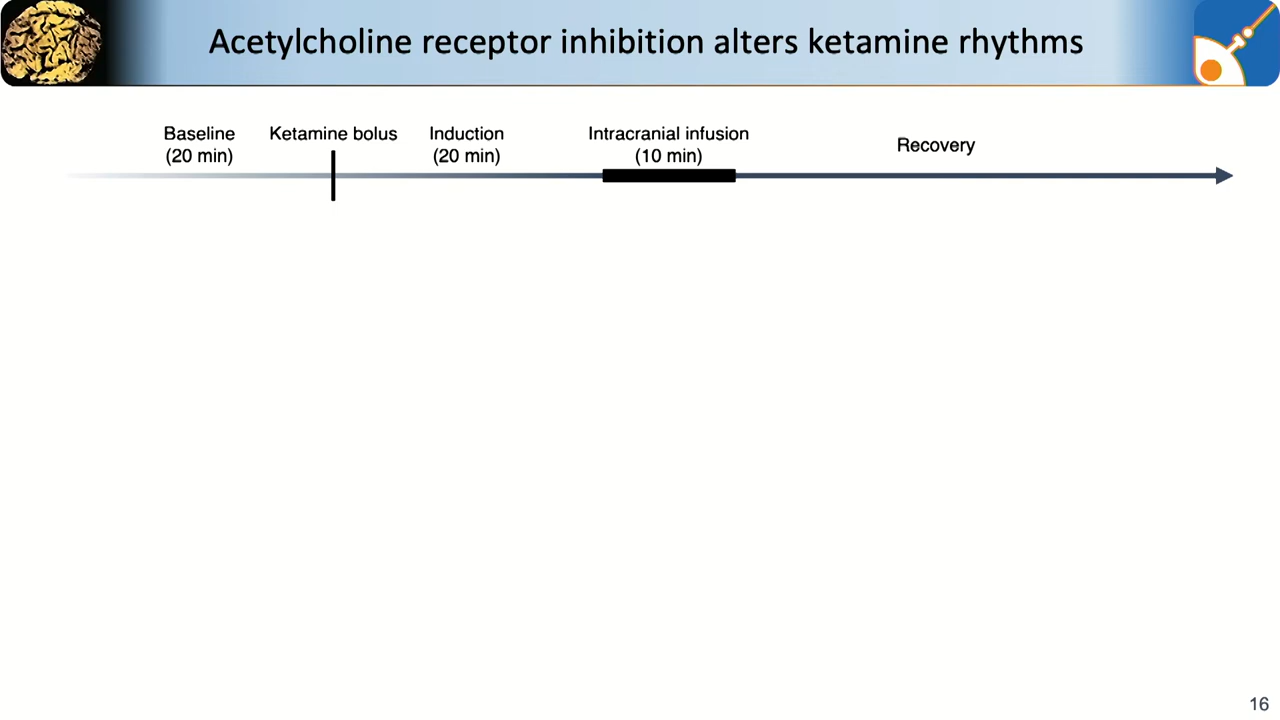 Acetylcholine receptor inhibition alters ketamine rhythms
Baseline
(20 min)
Ketamine bolus
Induction
(20 min)
Intracranial infusion
(10 min)
Recovery
16